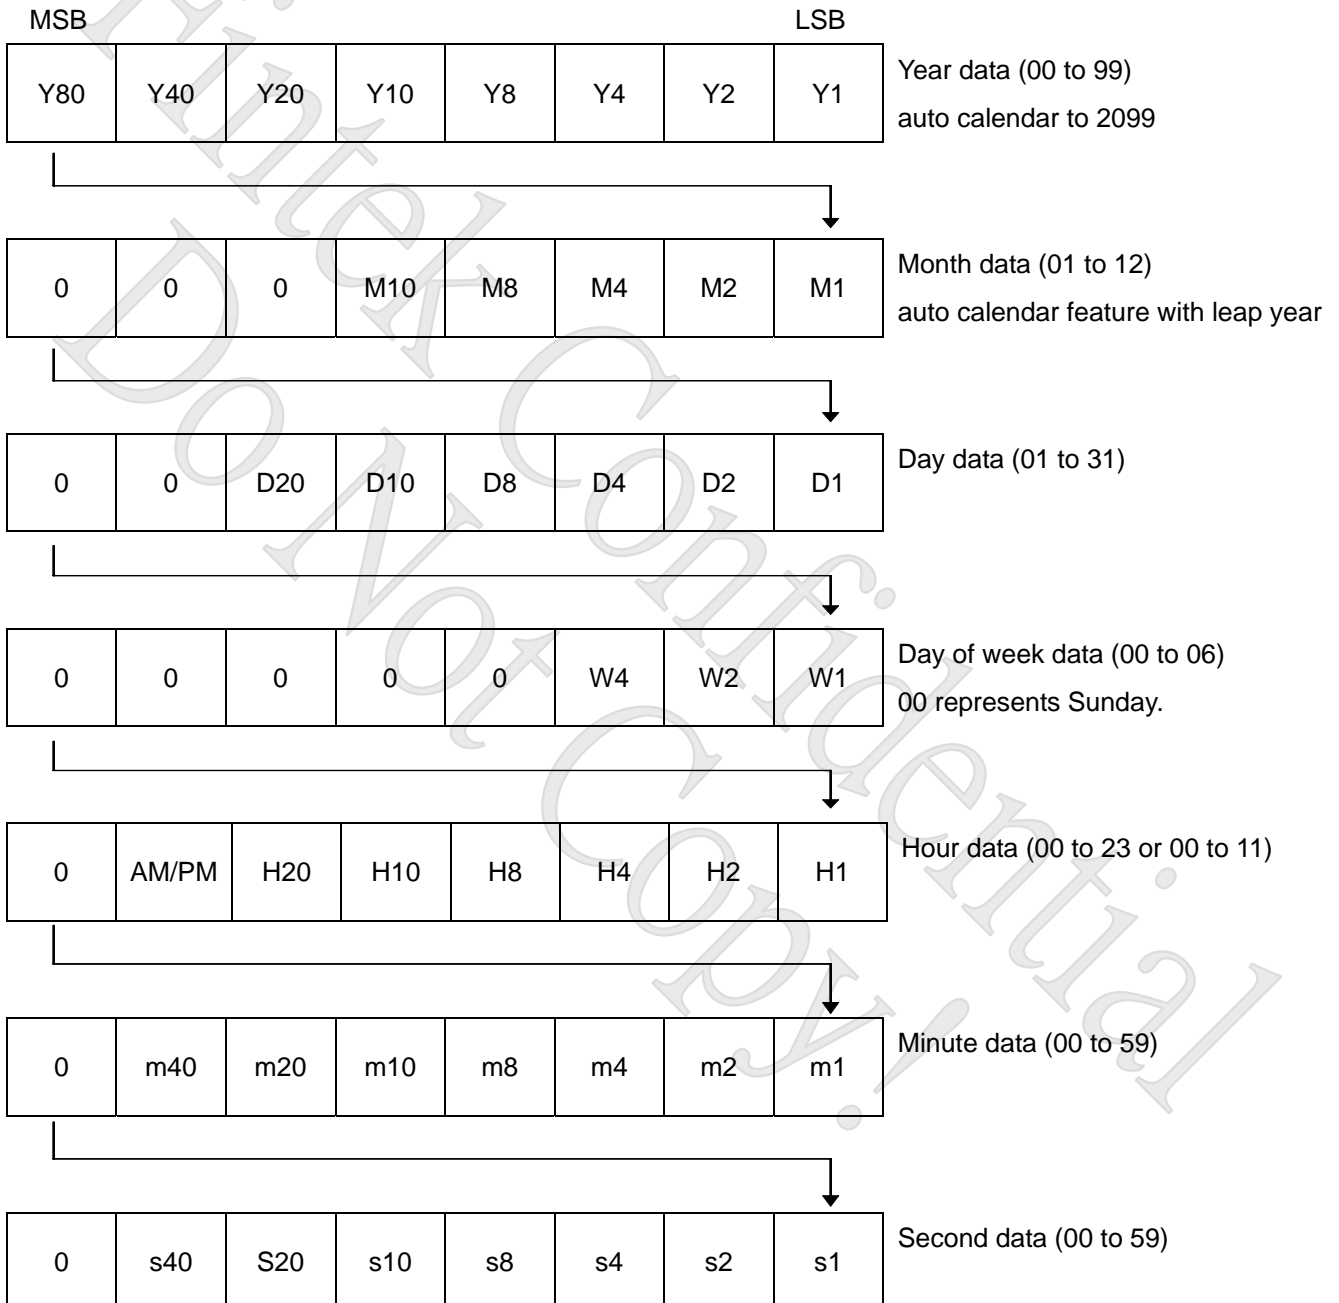 MSB LSB
Y80 Y40 Y20 Y10 Y8 Y4 Y2 Y1
Year data (00 to 99)
auto calendar to 2099
0 0 0 M10 M8 M4 M2 M1
Month data (01 to 12)
auto calendar feature with leap year
0 0 D20 D10 D8 D4 D2 D1
Day data (01 to 31)
0 0 0 0 0 W4 W2 W1
Day of week data (00 to 06)
00 represents Sunday.
0 AM/PM H20 H10 H8 H4 H2 H1
Hour data (00 to 23 or 00 to 11)
0 m40 m20 m10 m8 m4 m2 m1
Minute data (00 to 59)
0 s40 S20 s10 s8 s4 s2 s1
Second data (00 to 59)
Fintek Confidential
Do Not Copy!